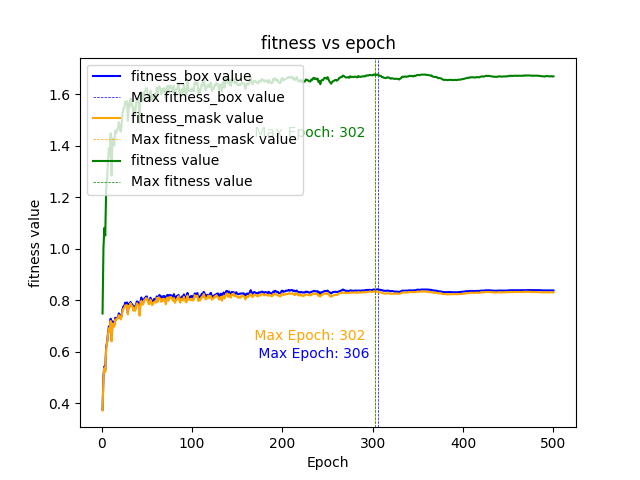 fitness vs epoch
fitness_box value
Max fitness_box value
fitness_mask value
Max fitness_mask value
fitness value
Max fitness value
Max Epoch: 302
Max Epoch: 302
Max Epoch: 306
fitness value
1.6
1.4
1.2
1.0
0.8
0.6
0.4
0
100
200
300
400
500
Epoch